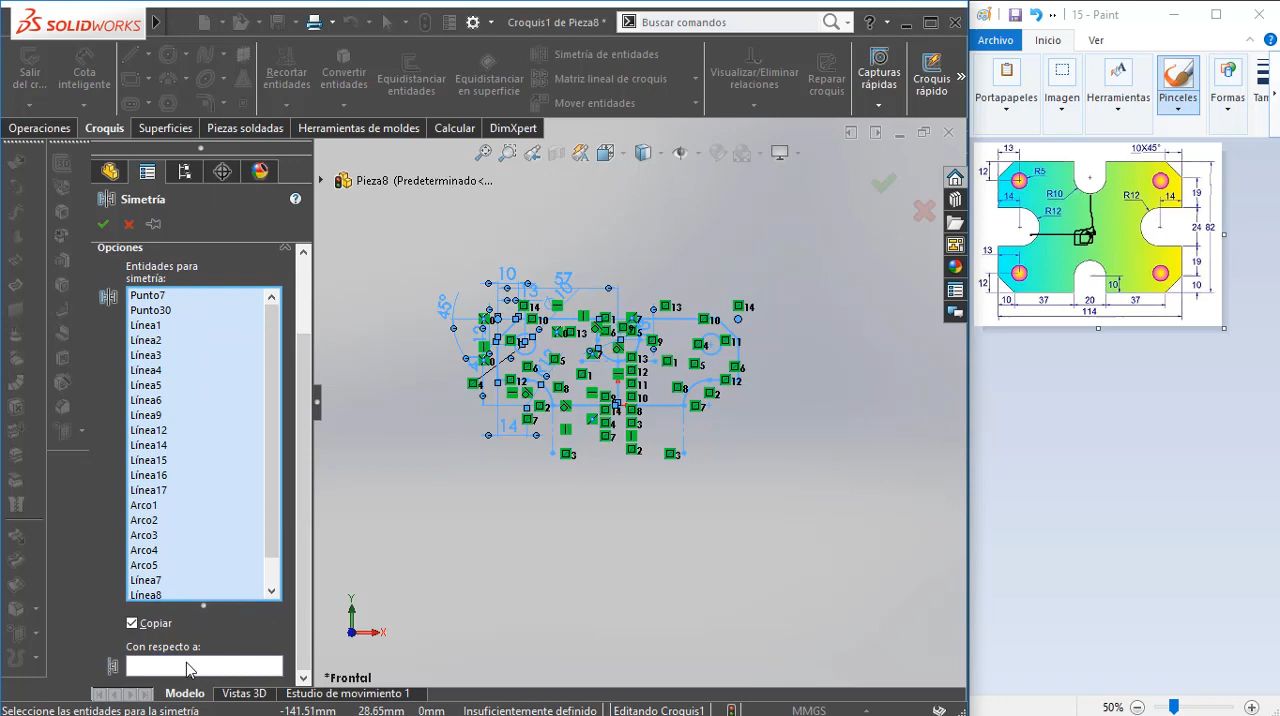 SOLIDWORKS
Croquis1 de Pieza8 *
Buscar comandos
15 - Paint
Archivo
Inicio
Ver
Salir del cr...
Cota inteligente
Recortar entidades
Convertir entidades
Equidistanciar entidades
Equidistanciar en superficie
Simetría de entidades
Matriz lineal de croquis
Mover entidades
Visualizar/Eliminar relaciones
Reparar croquis
Capturas rápidas
Croquis rápido
Portapapeles
Imagen
Herramientas
Pinceles
Formas
Operaciones
Croquis
Superficies
Piezas soldadas
Herramientas de moldes
Calcular
DimXpert
Pieza8 (Predeterminado <...
Simetría
Opciones
Entidades para simetría:
Punto7
Punto30
Línea1
Línea2
Línea3
Línea4
Línea5
Línea6
Línea9
Línea12
Línea14
Línea15
Línea16
Línea17
Arco1
Arco2
Arco3
Arco4
Arco5
Línea7
Línea8
Copiar
Con respecto a:
10
57
45°
14
13
10X45°
12
R5
R10
R12
R12
14
14
19
24
82
19
13
12
10
10
10
37
20
37
114
Y
X
*Frontal
Modelo
Vistas 3D
Estudio de movimiento 1
Seleccione las entidades para la simetría
-141.51mm
28.65mm
0mm
Insuficientemente definido
Editando Croquis1
MMGS
50%